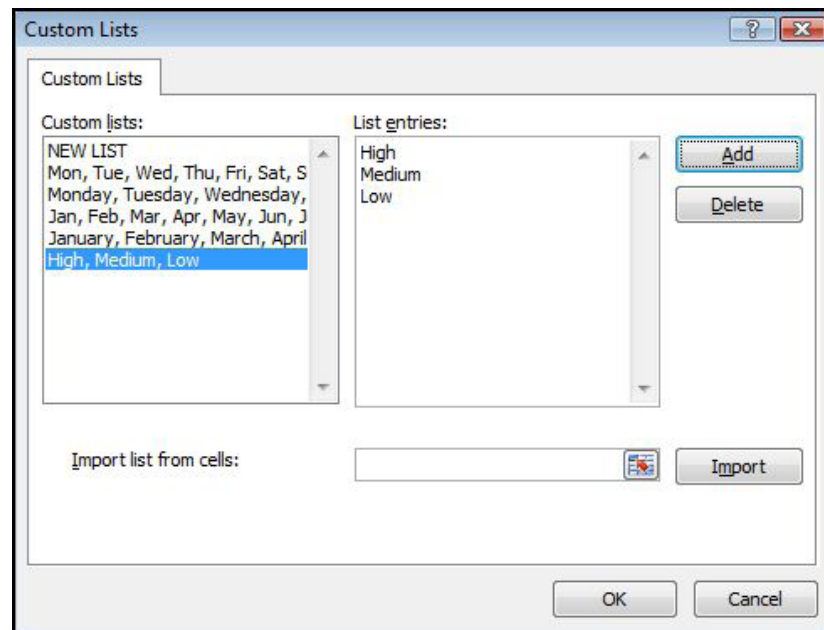 Custom Lists
Custom Lists
Custom lists:
NEW LIST
Mon, Tue, Wed, Thu, Fri, Sat, S
Monday, Tuesday, Wednesday,
Jan, Feb, Mar, Apr, May, Jun, J
January, February, March, April
High, Medium, Low
List entries:
High
Medium
Low
Add
Delete
Import list from cells:
Import
OK
Cancel